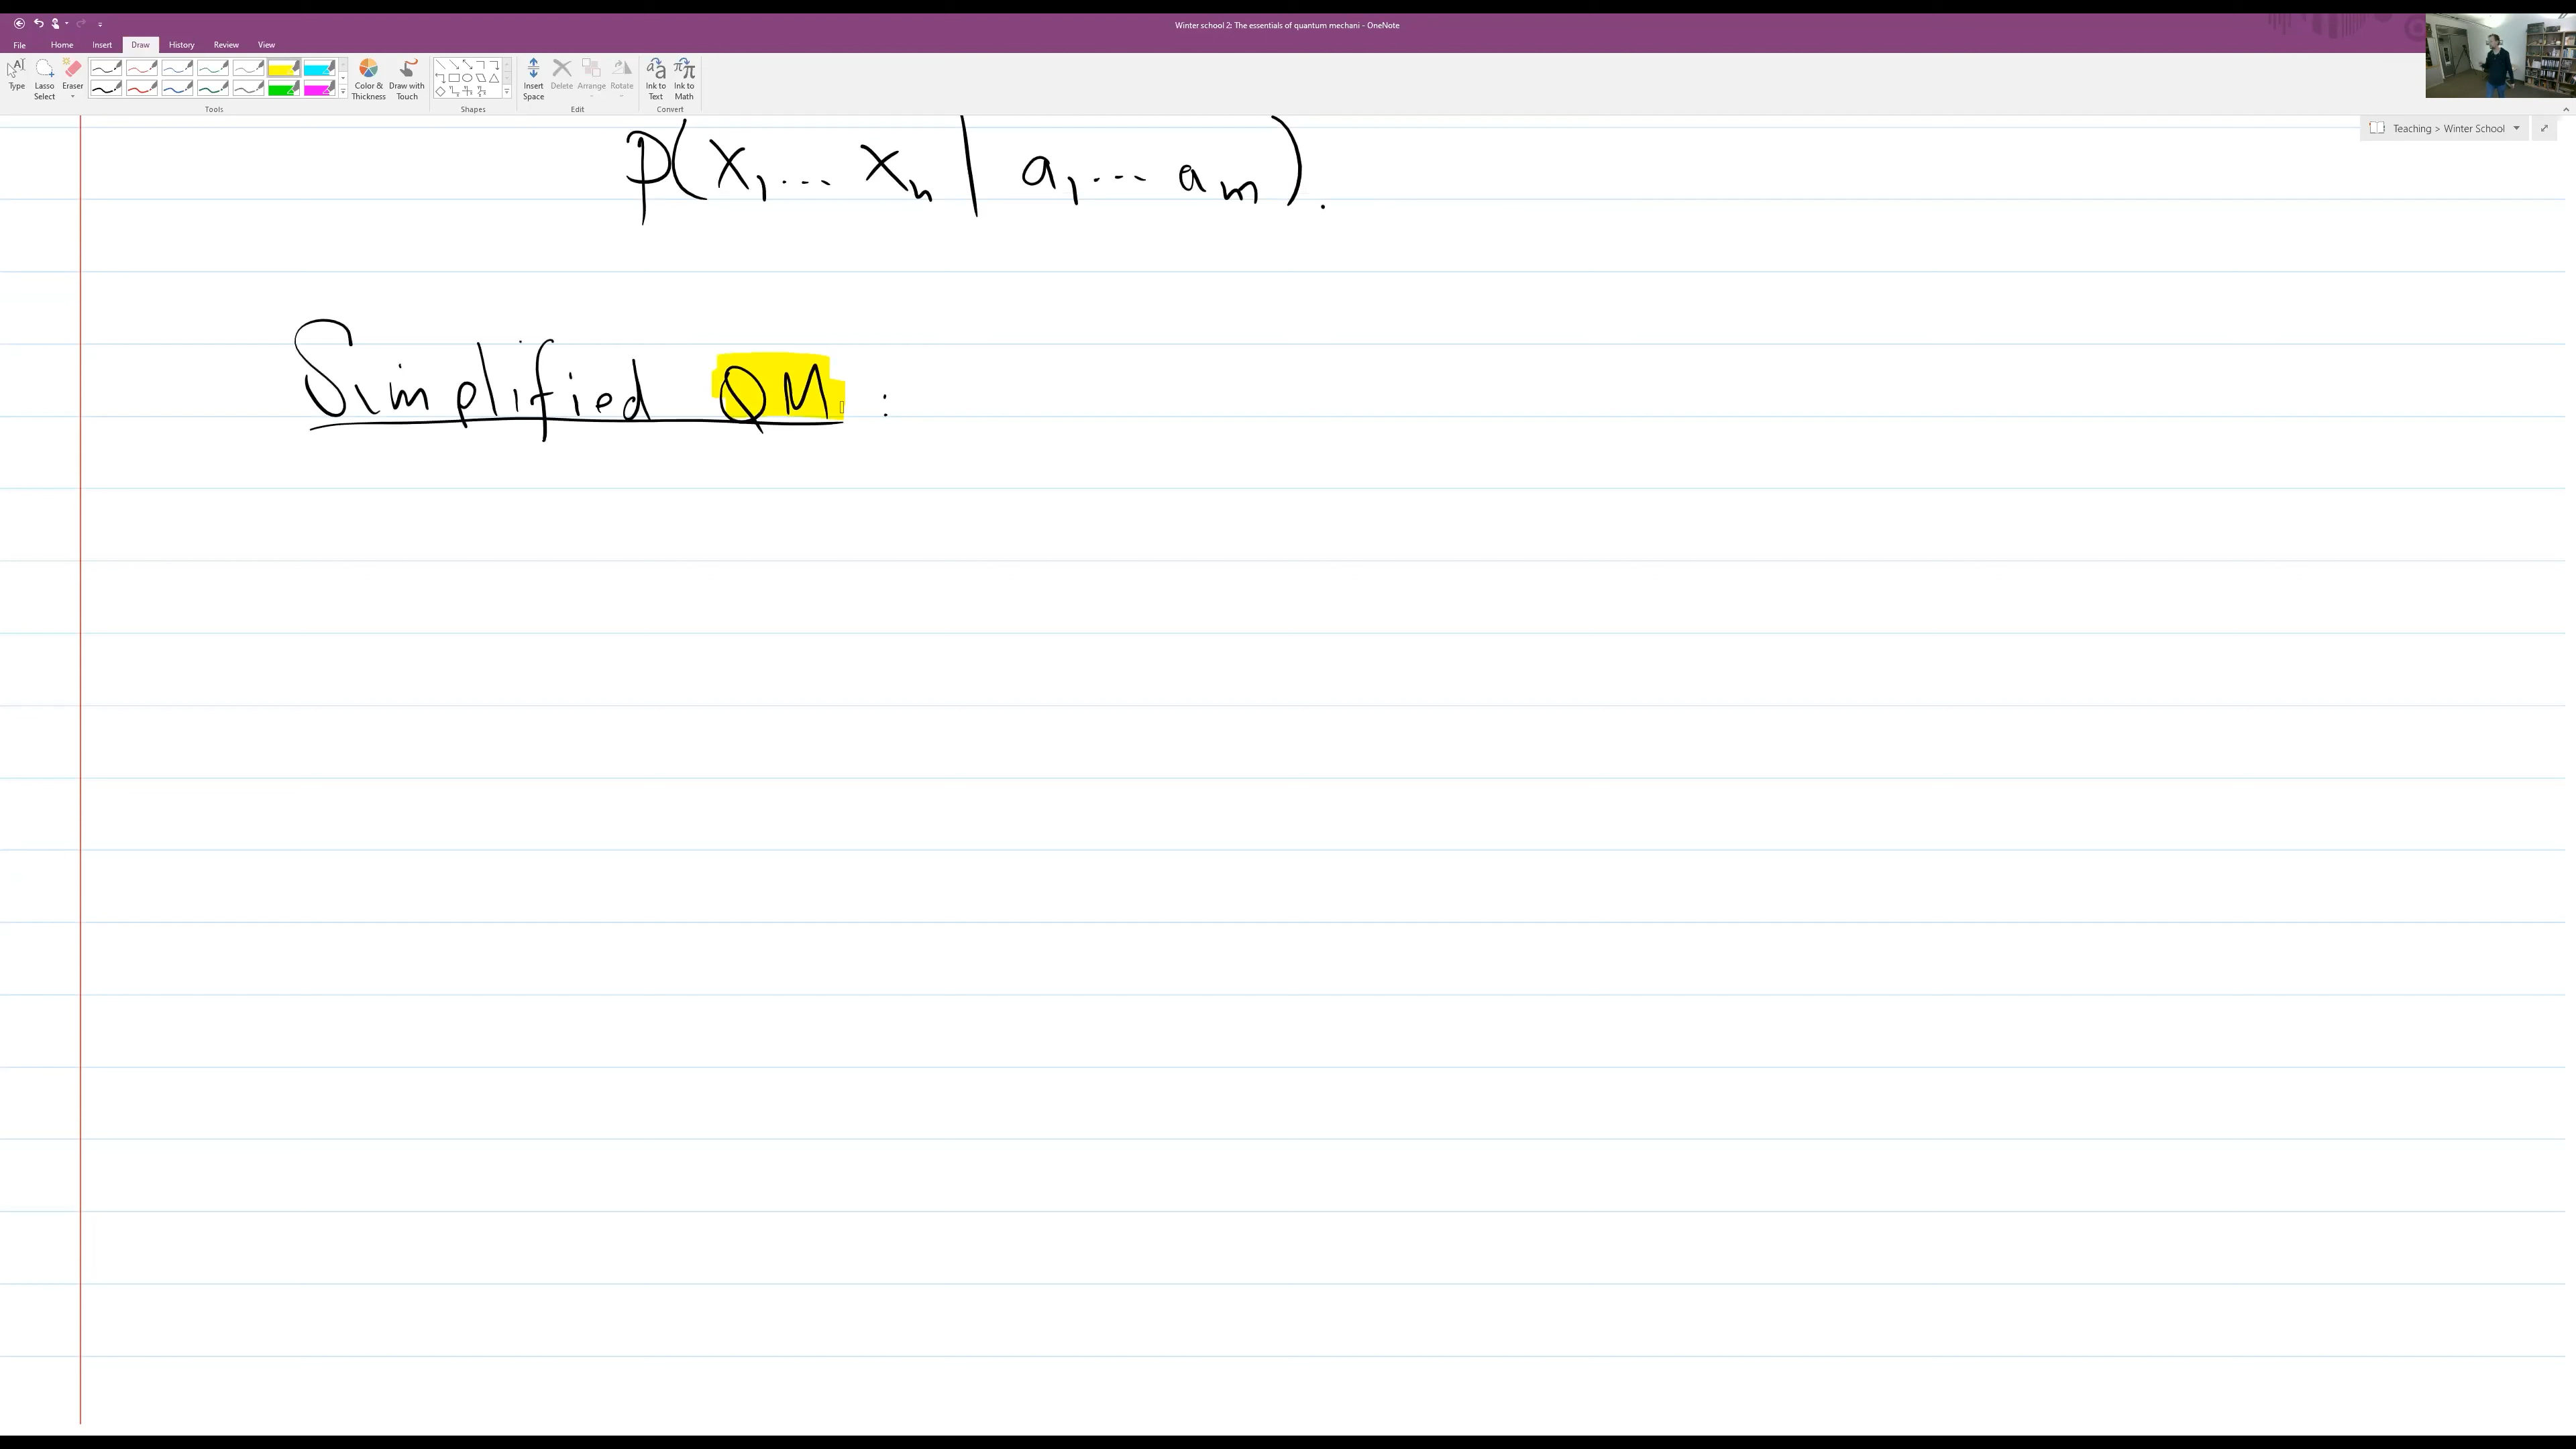 Winter school 2: The essentials of quantum mechani - OneNote
File Home Insert Draw History Review View
Type Lasso Select Eraser Color & Thickness Draw with Touch Insert Space Delete Arrange Rotate Ink to Text Ink to Math
Tools Shapes Edit Convert
Teaching > Winter School
P(x₁... xₙ | a₁... aₘ).
Simplified QM :